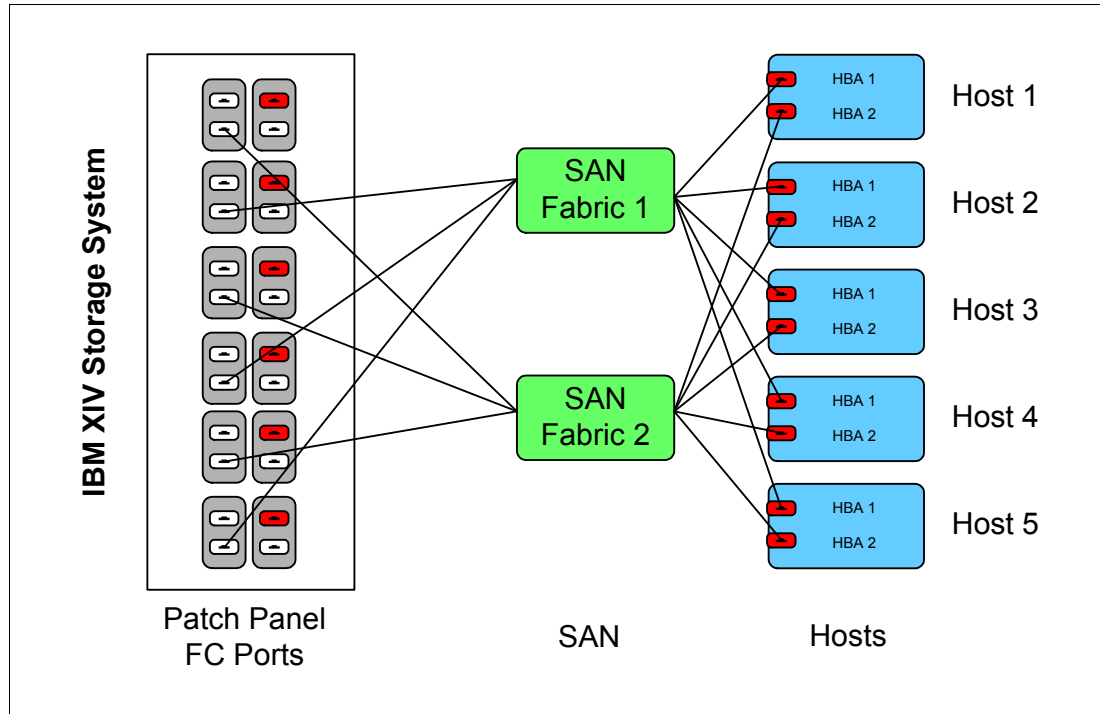 IBM XIV Storage System
SAN
Fabric 1
SAN
Fabric 2
HBA 1
HBA 2
Host 1
HBA 1
HBA 2
Host 2
HBA 1
HBA 2
Host 3
HBA 1
HBA 2
Host 4
HBA 1
HBA 2
Host 5
Patch Panel
FC Ports
SAN
Hosts